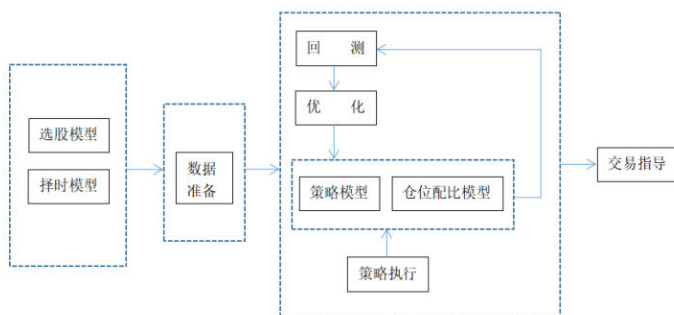 回 测
优 化
选股模型
择时模型
数据
准备
策略模型
仓位配比模型
策略执行
交易指导